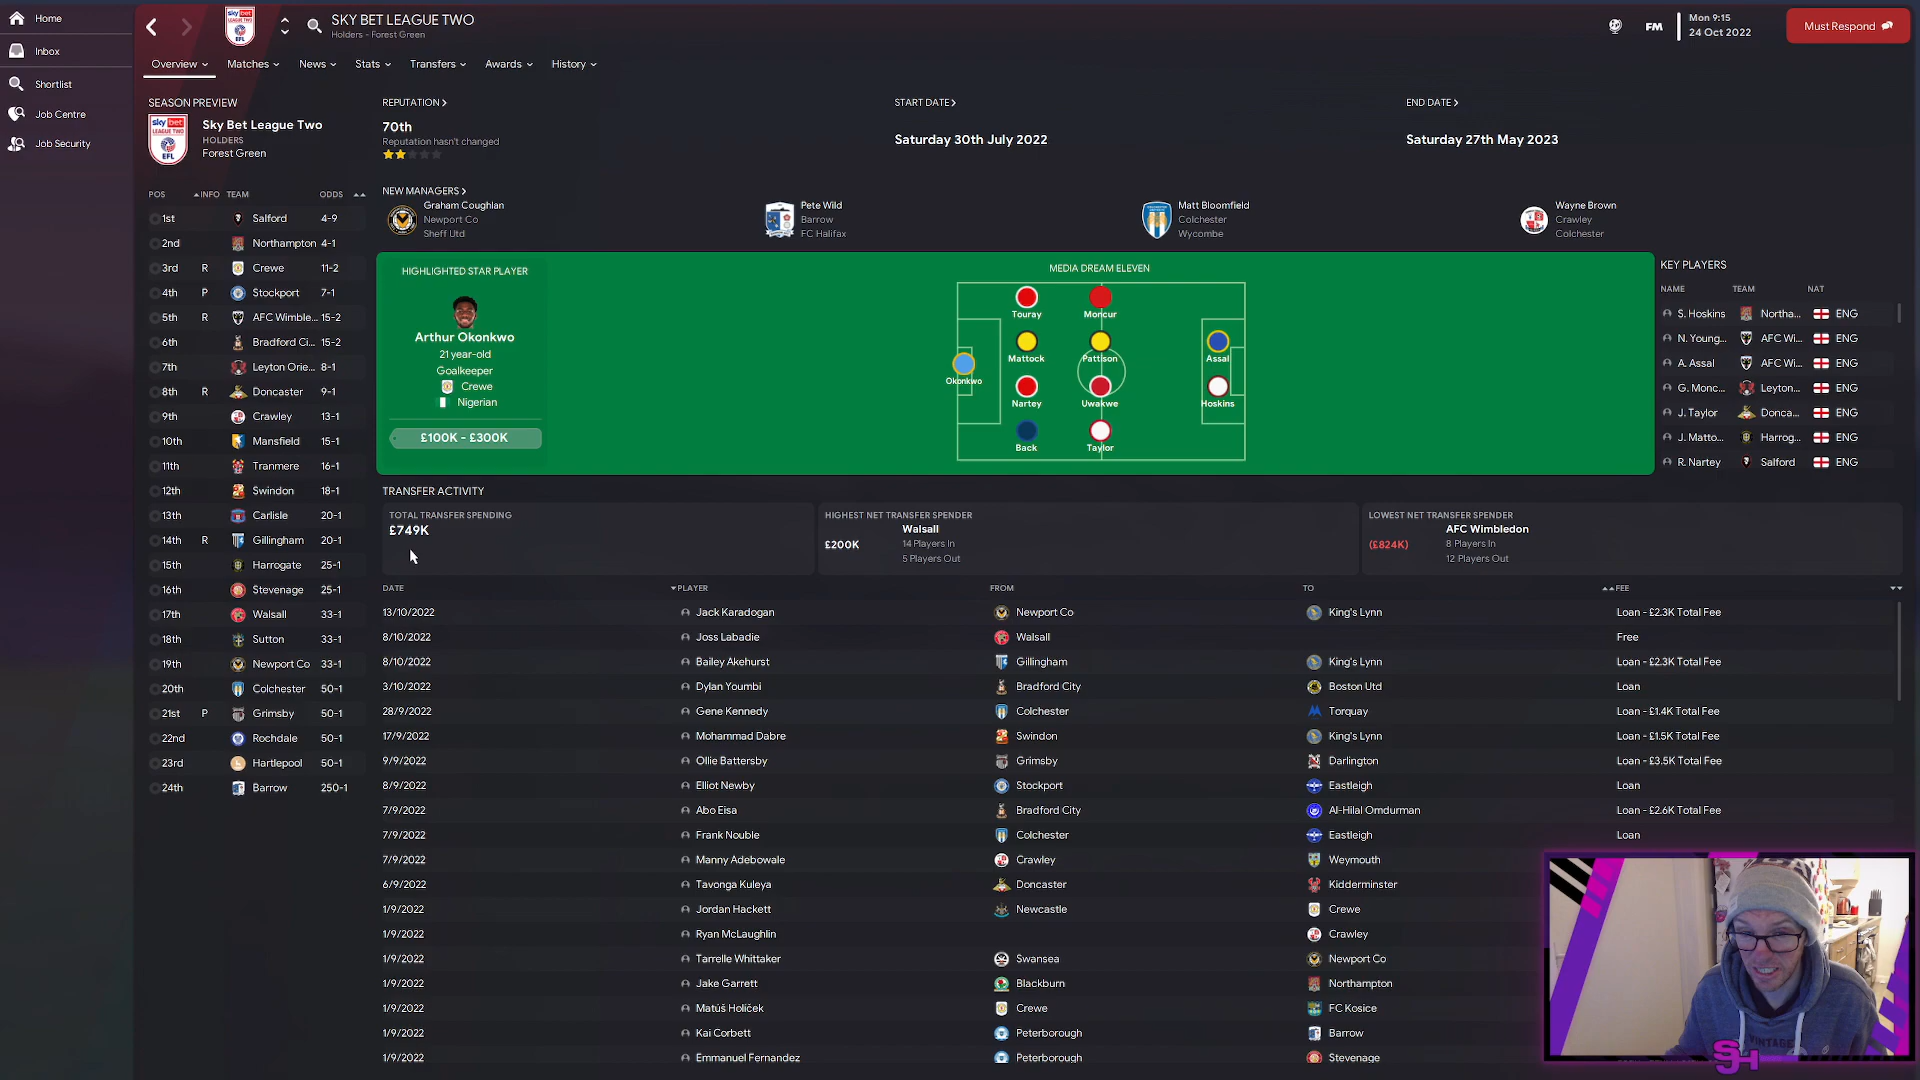 Home
Inbox
Shortlist
Job Centre
Job Security
SKY BET LEAGUE TWO
Holders - Forest Green
FM
Mon 9:15
24 Oct 2022
Must Respond
Overview Matches News Stats Transfers Awards History
SEASON PREVIEW
sky bet
LEAGUE TWO
EFL
Sky Bet League Two
HOLDERS
Forest Green
REPUTATION >
70th
Reputation hasn't changed
START DATE >
Saturday 30th July 2022
END DATE >
Saturday 27th May 2023
NEW MANAGERS >
Graham Coughlan
Newport Co
Sheff Utd
Pete Wild
Barrow
FC Halifax
Matt Bloomfield
Colchester
Wycombe
Wayne Brown
Crawley
Colchester
POS INFO TEAM ODDS
1st Salford 4-9
2nd Northampton 4-1
3rd R Crewe 11-2
4th P Stockport 7-1
5th R AFC Wimble... 15-2
6th Bradford Ci... 15-2
7th Leyton Orie... 8-1
8th R Doncaster 9-1
9th Crawley 13-1
10th Mansfield 15-1
11th Tranmere 16-1
12th Swindon 18-1
13th Carlisle 20-1
14th R Gillingham 20-1
15th Harrogate 25-1
16th Stevenage 25-1
17th Walsall 33-1
18th Sutton 33-1
19th Newport Co 33-1
20th Colchester 50-1
21st P Grimsby 50-1
22nd Rochdale 50-1
23rd Hartlepool 50-1
24th Barrow 250-1
HIGHLIGHTED STAR PLAYER
Arthur Okonkwo
21 year-old
Goalkeeper
Crewe
Nigerian
£100K - £300K
MEDIA DREAM ELEVEN
Touray
Moncur
Mattock
Pattison
Assal
Okonkwo
Nartey
Uwakwe
Hoskins
Back
Taylor
KEY PLAYERS
NAME TEAM NAT
S. Hoskins Northa... ENG
N. Young... AFC Wi... ENG
A. Assal AFC Wi... ENG
G. Monc... Leyton... ENG
J. Taylor Donca... ENG
J. Matto... Harrog... ENG
R. Nartey Salford ENG
TRANSFER ACTIVITY
TOTAL TRANSFER SPENDING
£749K
HIGHEST NET TRANSFER SPENDER
£200K
Walsall
14 Players In
5 Players Out
LOWEST NET TRANSFER SPENDER
(£824K)
AFC Wimbledon
8 Players In
12 Players Out
DATE PLAYER FROM TO FEE
13/10/2022 Jack Karadogan Newport Co King's Lynn Loan - £2.3K Total Fee
8/10/2022 Joss Labadie Walsall Free
8/10/2022 Bailey Akehurst Gillingham King's Lynn Loan - £2.3K Total Fee
3/10/2022 Dylan Youmbi Bradford City Boston Utd Loan
28/9/2022 Gene Kennedy Colchester Torquay Loan - £1.4K Total Fee
17/9/2022 Mohammad Dabre Swindon King's Lynn Loan - £1.5K Total Fee
9/9/2022 Ollie Battersby Grimsby Darlington Loan - £3.5K Total Fee
8/9/2022 Elliot Newby Stockport Eastleigh Loan
7/9/2022 Abo Eisa Bradford City Al-Hilal Omdurman Loan - £2.6K Total Fee
7/9/2022 Frank Nouble Colchester Eastleigh Loan
7/9/2022 Manny Adebowale Crawley Weymouth
6/9/2022 Tavonga Kuleya Doncaster Kidderminster
1/9/2022 Jordan Hackett Newcastle Crewe
1/9/2022 Ryan McLaughlin Crawley
1/9/2022 Tarrelle Whittaker Swansea Newport Co
1/9/2022 Jake Garrett Blackburn Northampton
1/9/2022 Matúš Holíček Crewe FC Kosice
1/9/2022 Kai Corbett Peterborough Barrow
1/9/2022 Emmanuel Fernandez Peterborough Stevenage
VINTAGE
SJH